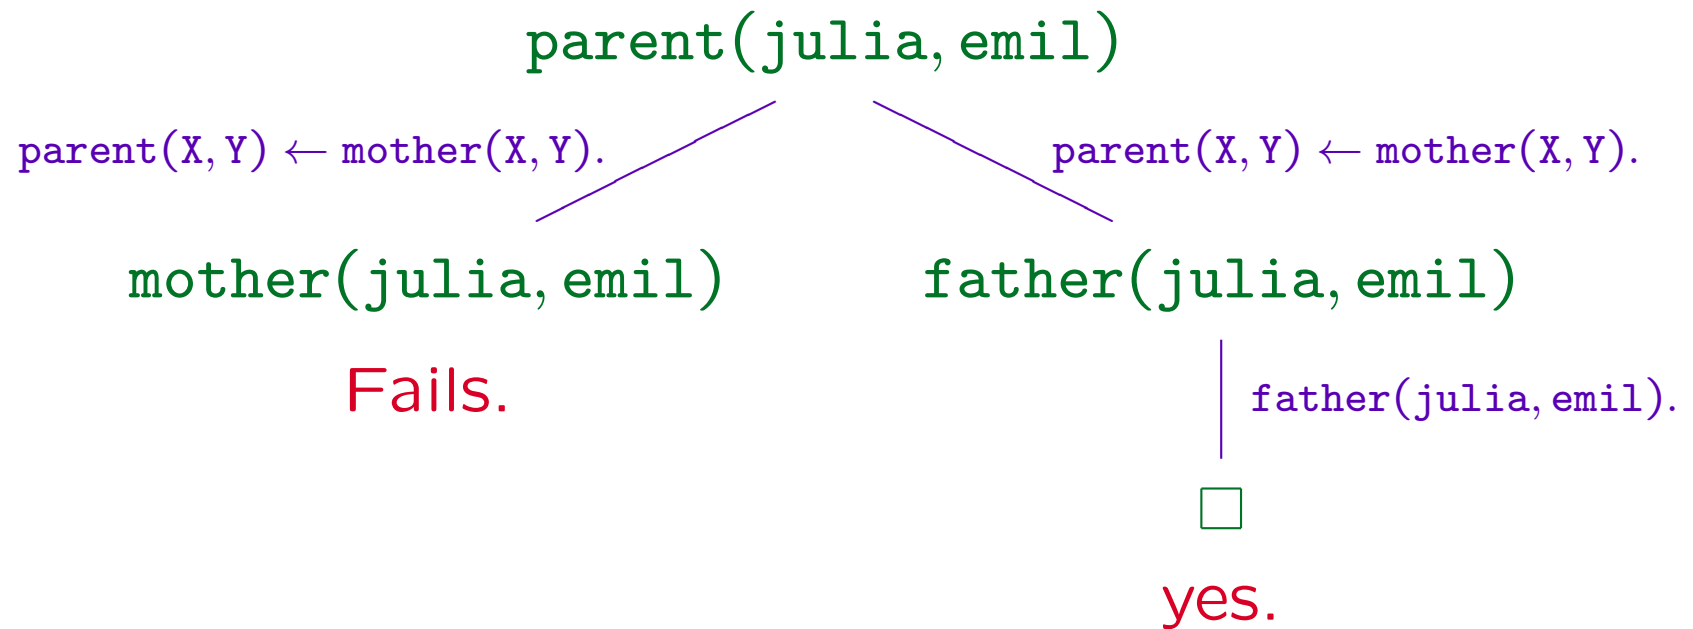 parent(julia, emil)
parent(X, Y) ← mother(X, Y).
parent(X, Y) ← mother(X, Y).
mother(julia, emil)
father(julia, emil)
Fails.
father(julia, emil).
□
yes.